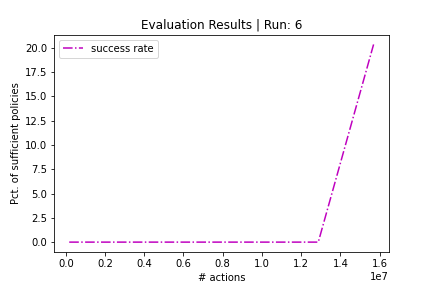 Evaluation Results | Run: 6
success rate
Pct. of sufficient policies
20.0
17.5
15.0
12.5
10.0
7.5
5.0
2.5
0.0
0.0 0.2 0.4 0.6 0.8 1.0 1.2 1.4 1.6
1e7
# actions